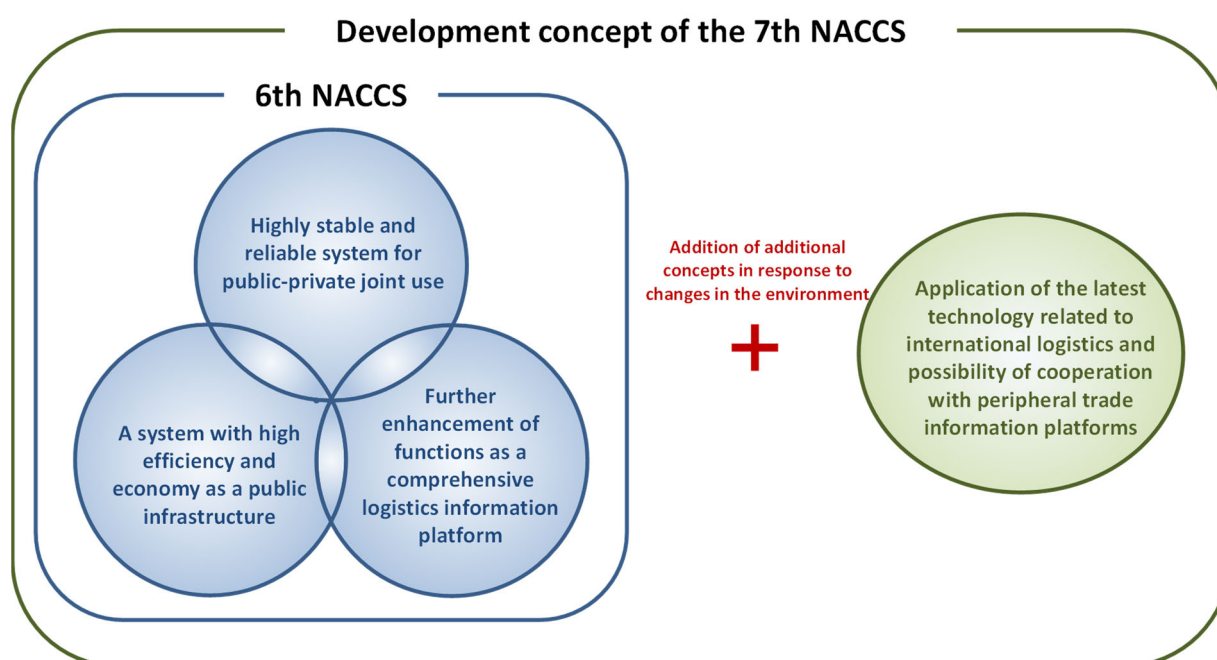 Development concept of the 7th NACCS
6th NACCS
Highly stable and
reliable system for
public-private joint use
A system with high
efficiency and
economy as a public
infrastructure
Further
enhancement of
functions as a
comprehensive
logistics information
platform
Addition of additional
concepts in response to
changes in the environment
+
Application of the latest
technology related to
international logistics and
possibility of cooperation
with peripheral trade
information platforms